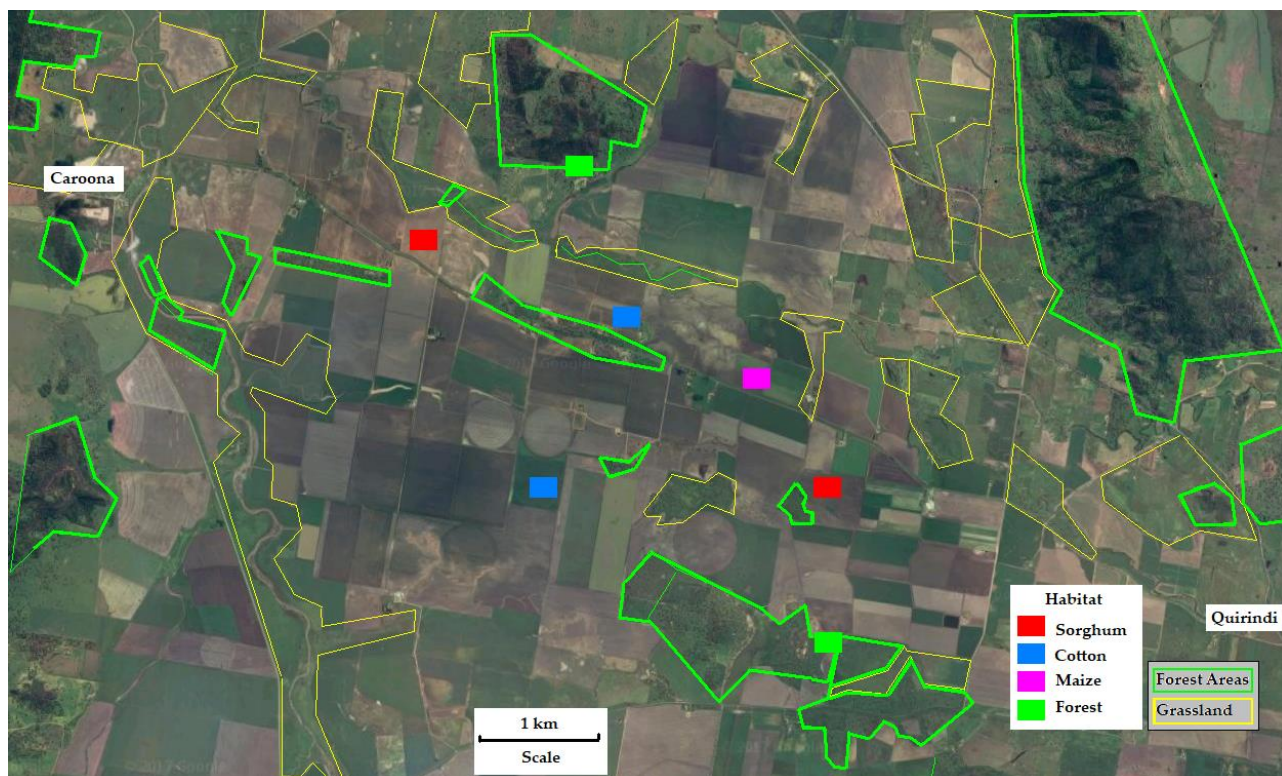 Caroona
Habitat
Sorghum
Cotton
Maize
Forest
Quirindi
Forest Areas
Grassland
1 km
Scale